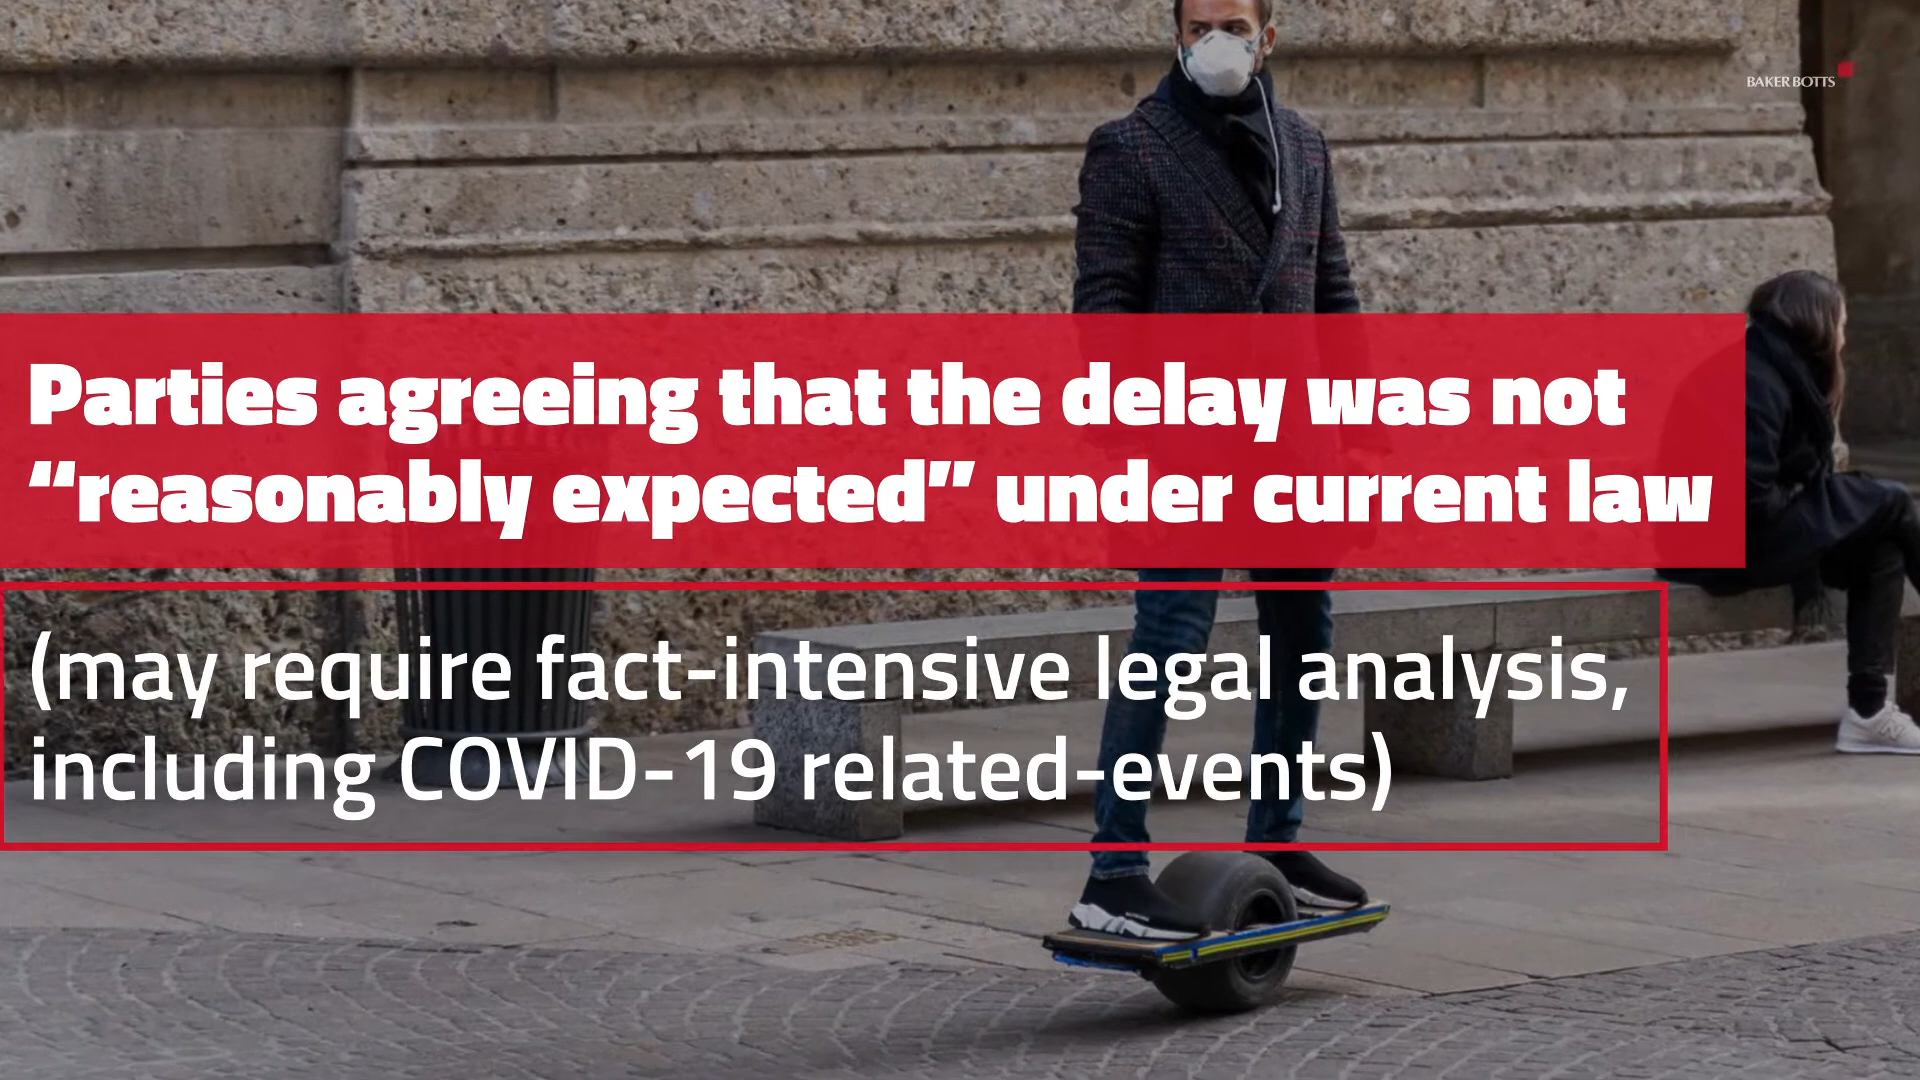 BAKER BOTTS
Parties agreeing that the delay was not
“reasonably expected” under current law
(may require fact-intensive legal analysis,
including COVID-19 related-events)